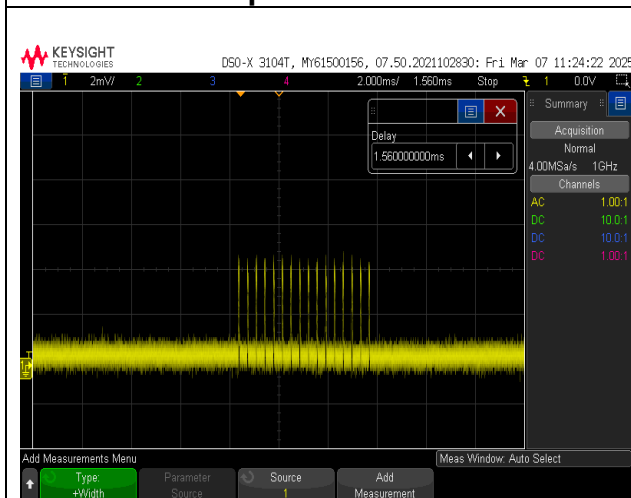 KEYSIGHT
TECHNOLOGIES
DSO-X 3104T, MY61500156, 07.50.2021102830: Fri Mar 07 11:24:22 2025
1 2mV/ 2 3 4 2.000ms/ 1.560ms Stop 1 0.0V
Summary
Delay
1.560000000ms
Acquisition
Normal
4.00MSa/s 1GHz
Channels
AC 1.00:1
DC 10.0:1
DC 10.0:1
DC 1.00:1
Add Measurements Menu
Meas Window: Auto Select
Type:
+Width
Parameter
Source
Source
1
Add
Measurement